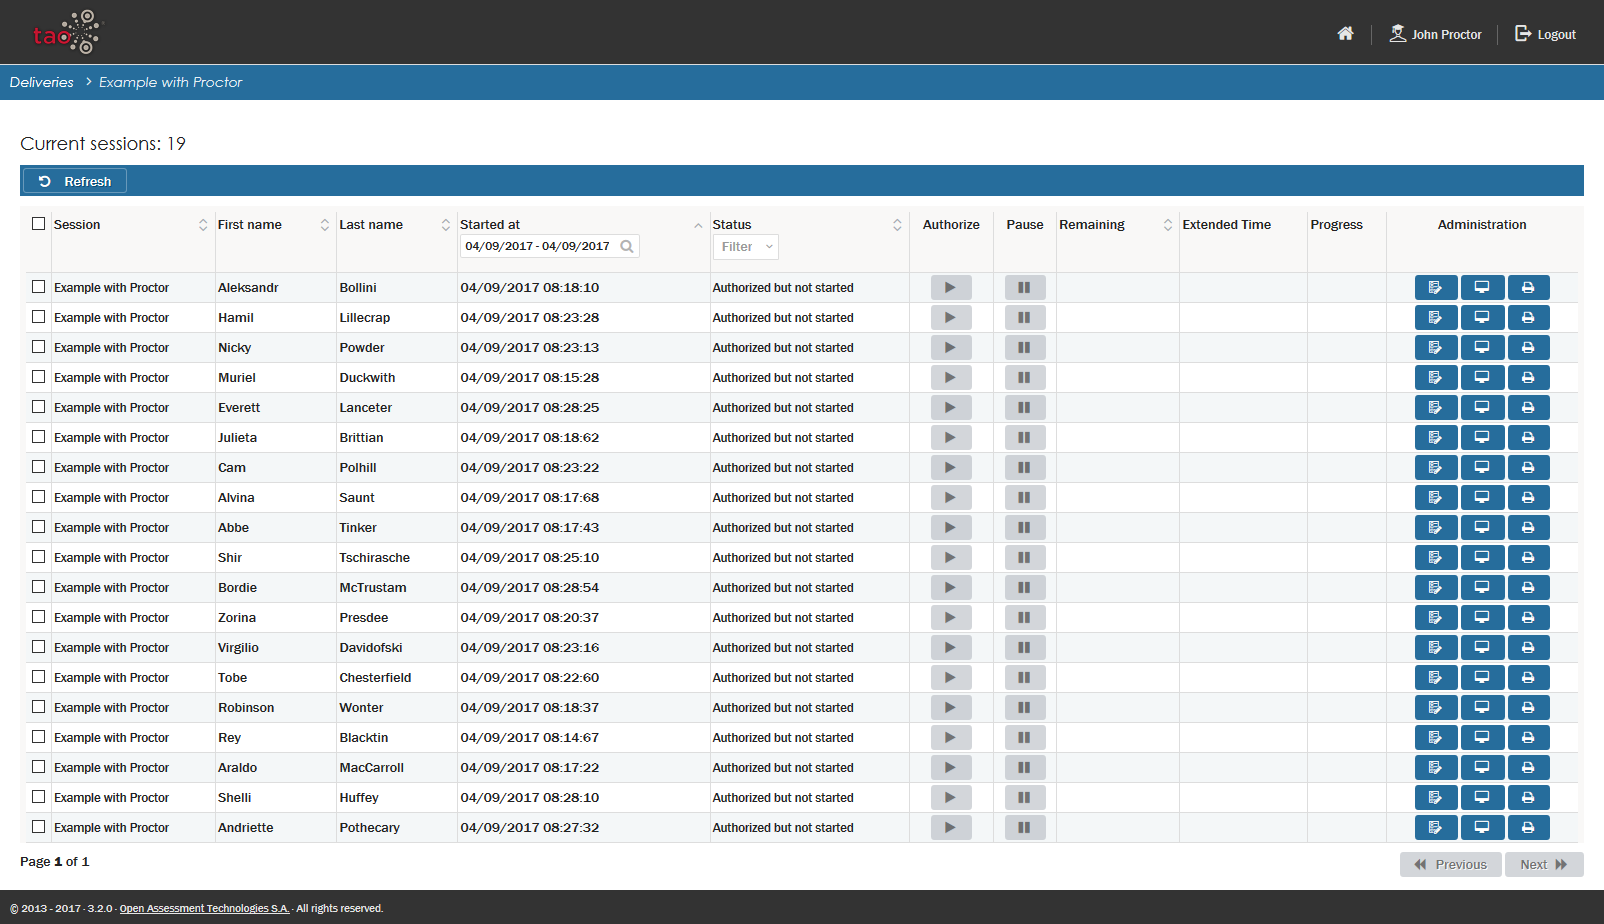 tao
John Proctor
Logout
Deliveries > Example with Proctor
Current sessions: 19
Refresh
Session First name Last name Started at Status Authorize Pause Remaining Extended Time Progress Administration
04/09/2017 - 04/09/2017 Filter
Example with Proctor Aleksandr Bollini 04/09/2017 08:18:10 Authorized but not started
Example with Proctor Hamil Lillecrap 04/09/2017 08:23:28 Authorized but not started
Example with Proctor Nicky Powder 04/09/2017 08:23:13 Authorized but not started
Example with Proctor Muriel Duckwith 04/09/2017 08:15:28 Authorized but not started
Example with Proctor Everett Lanceter 04/09/2017 08:28:25 Authorized but not started
Example with Proctor Julieta Brittian 04/09/2017 08:18:62 Authorized but not started
Example with Proctor Cam Polhill 04/09/2017 08:23:22 Authorized but not started
Example with Proctor Alvina Saunt 04/09/2017 08:17:68 Authorized but not started
Example with Proctor Abbe Tinker 04/09/2017 08:17:43 Authorized but not started
Example with Proctor Shir Tschirasche 04/09/2017 08:25:10 Authorized but not started
Example with Proctor Bordie McTrustam 04/09/2017 08:28:54 Authorized but not started
Example with Proctor Zorina Presdee 04/09/2017 08:20:37 Authorized but not started
Example with Proctor Virgilio Davidofski 04/09/2017 08:23:16 Authorized but not started
Example with Proctor Tobe Chesterfield 04/09/2017 08:22:60 Authorized but not started
Example with Proctor Robinson Wonter 04/09/2017 08:18:37 Authorized but not started
Example with Proctor Rey Blacktin 04/09/2017 08:14:67 Authorized but not started
Example with Proctor Araldo MacCarroll 04/09/2017 08:17:22 Authorized but not started
Example with Proctor Shelli Huffey 04/09/2017 08:28:10 Authorized but not started
Example with Proctor Andriette Pothecary 04/09/2017 08:27:32 Authorized but not started
Page 1 of 1
Previous Next
© 2013 - 2017 · 3.2.0 · Open Assessment Technologies S.A. · All rights reserved.